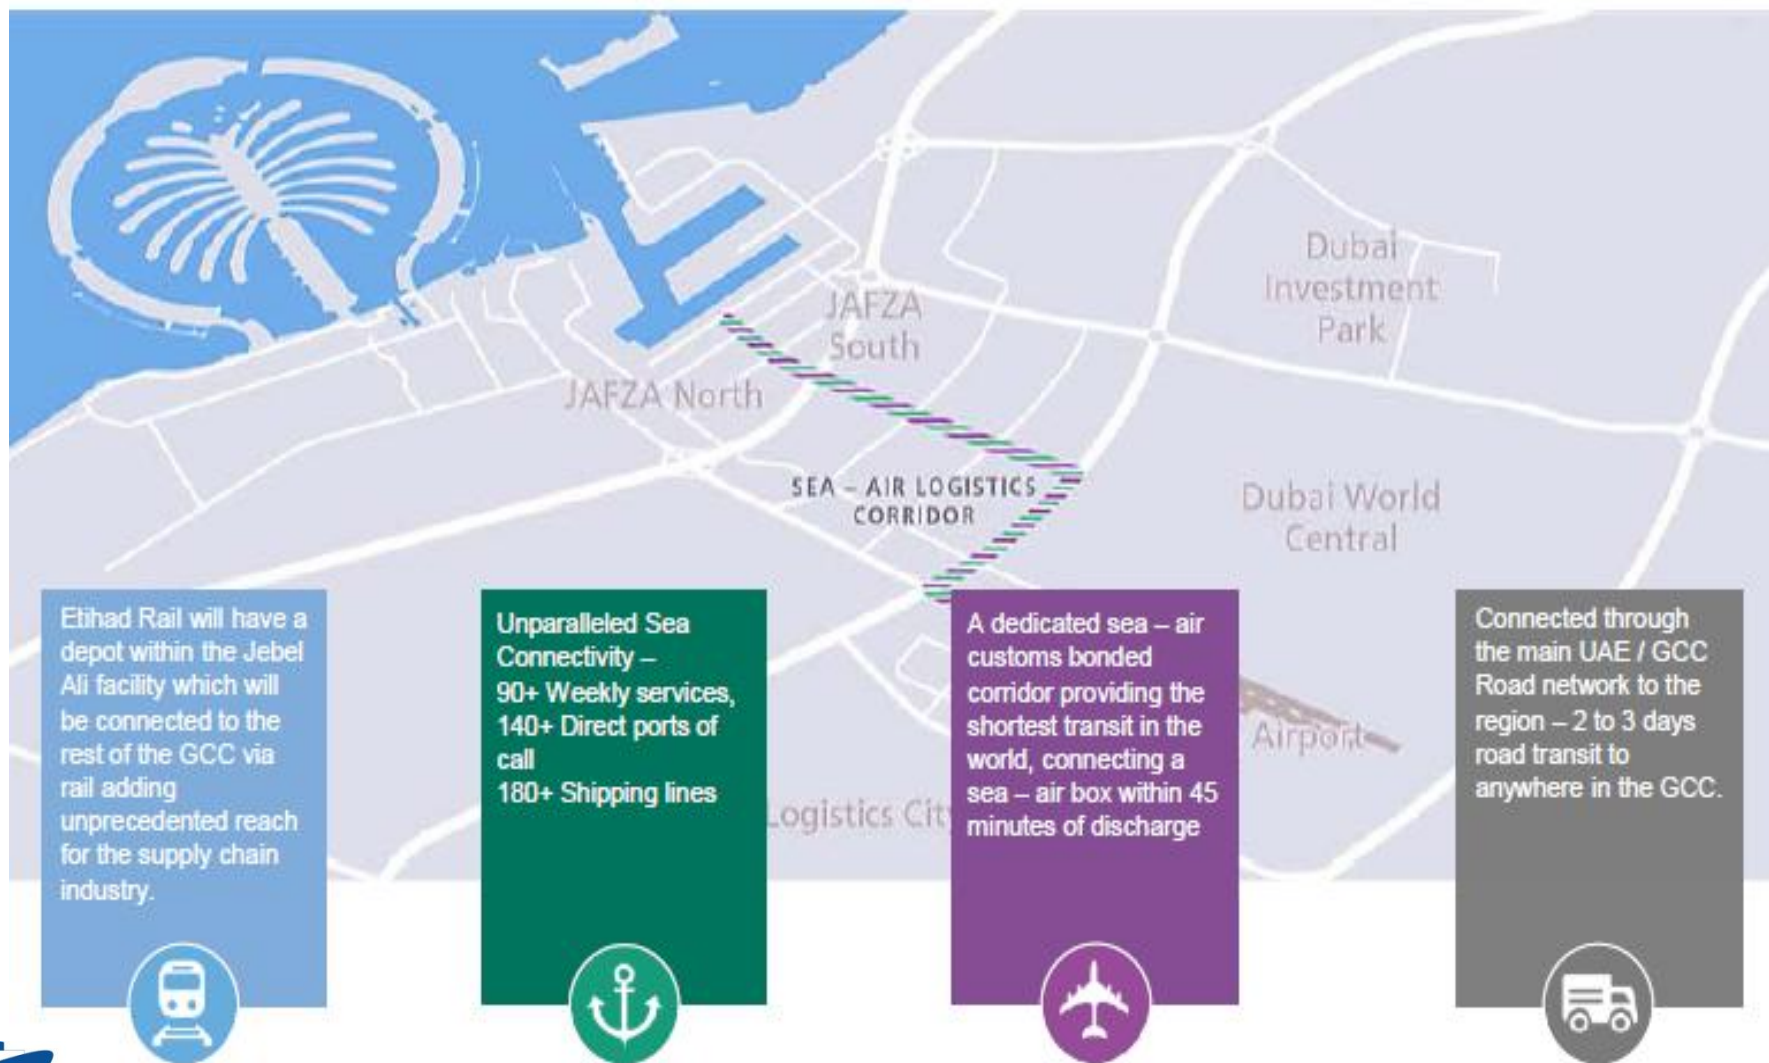 Dubai
Investment
Park
JAFZA
South
JAFZA North
SEA – AIR LOGISTICS
CORRIDOR
Dubai World
Central
Airport
Logistics City
Etihad Rail will have a
depot within the Jebel
Ali facility which will
be connected to the
rest of the GCC via
rail adding
unprecedented reach
for the supply chain
industry.
Unparalleled Sea
Connectivity –
90+ Weekly services,
140+ Direct ports of
call
180+ Shipping lines
A dedicated sea – air
customs bonded
corridor providing the
shortest transit in the
world, connecting a
sea – air box within 45
minutes of discharge
Connected through
the main UAE / GCC
Road network to the
region – 2 to 3 days
road transit to
anywhere in the GCC.